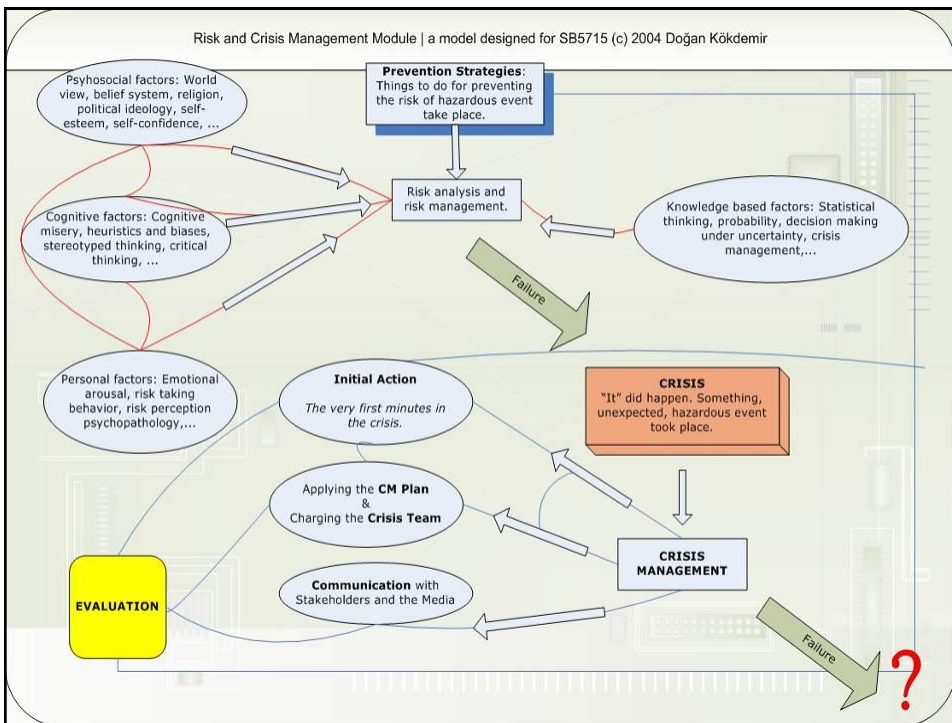 Risk and Crisis Management Module | a model designed for SB5715 (c) 2004 Doğan Kökdemir
Psyhosocial factors: World
view, belief system, religion,
political ideology, self-
esteem, self-confidence, ...
Prevention Strategies:
Things to do for preventing
the risk of hazardous event
take place.
Risk analysis and
risk management.
Cognitive factors: Cognitive
misery, heuristics and biases,
stereotyped thinking, critical
thinking, ...
Knowledge based factors: Statistical
thinking, probability, decision making
under uncertainty, crisis
management,...
Failure
Personal factors: Emotional
arousal, risk taking
behavior, risk perception
psychopathology,...
Initial Action
The very first minutes in
the crisis.
CRISIS
"It" did happen. Something,
unexpected, hazardous event
took place.
Applying the CM Plan
&
Charging the Crisis Team
CRISIS
MANAGEMENT
Communication with
Stakeholders and the Media
EVALUATION
Failure
?